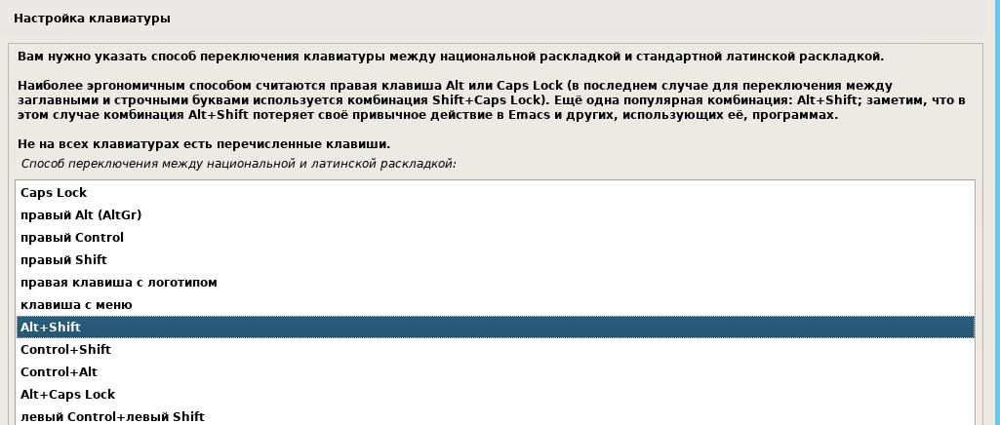 Настройка клавиатуры
Вам нужно указать способ переключения клавиатуры между национальной раскладкой и стандартной латинской раскладкой.
Наиболее эргономичным способом считаются правая клавиша Alt или Caps Lock (в последнем случае для переключения между
заглавными и строчными буквами используется комбинация Shift+Caps Lock). Ещё одна популярная комбинация: Alt+Shift; заметим, что в
этом случае комбинация Alt+Shift потеряет своё привычное действие в Emacs и других, использующих её, программах.
Не на всех клавиатурах есть перечисленные клавиши.
Способ переключения между национальной и латинской раскладкой:
Caps Lock
правый Alt (AltGr)
правый Control
правый Shift
правая клавиша с логотипом
клавиша с меню
Alt+Shift
Control+Shift
Control+Alt
Alt+Caps Lock
левый Control+левый Shift